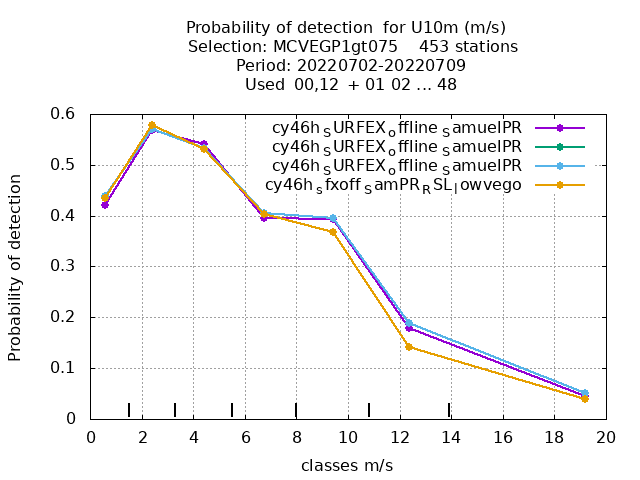 Probability of detection for U10m (m/s)
Selection: MCVEGP1gt075 453 stations
Period: 20220702-20220709
Used 00,12 + 01 02 ... 48
cy46h_SURFEX_offline_SamuelPR
cy46h_SURFEX_offline_SamuelPR
cy46h_SURFEX_offline_SamuelPR
cy46h_sfxoff_SamPR_RSL_lowvego
Probability of detection
0.6
0.5
0.4
0.3
0.2
0.1
0
0 2 4 6 8 10 12 14 16 18 20
classes m/s